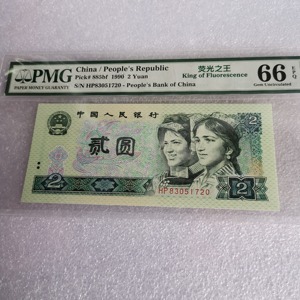 PMG
PAPER MONEY GUARANTY
China / People's Republic
Pick# 885bf 1990 2 Yuan
S/N HP83051720 - People's Bank of China
荧光之王
King of Fluorescence
66 EPQ
Gem Uncirculated
中国人民银行
贰圆
2
2
HP83051720